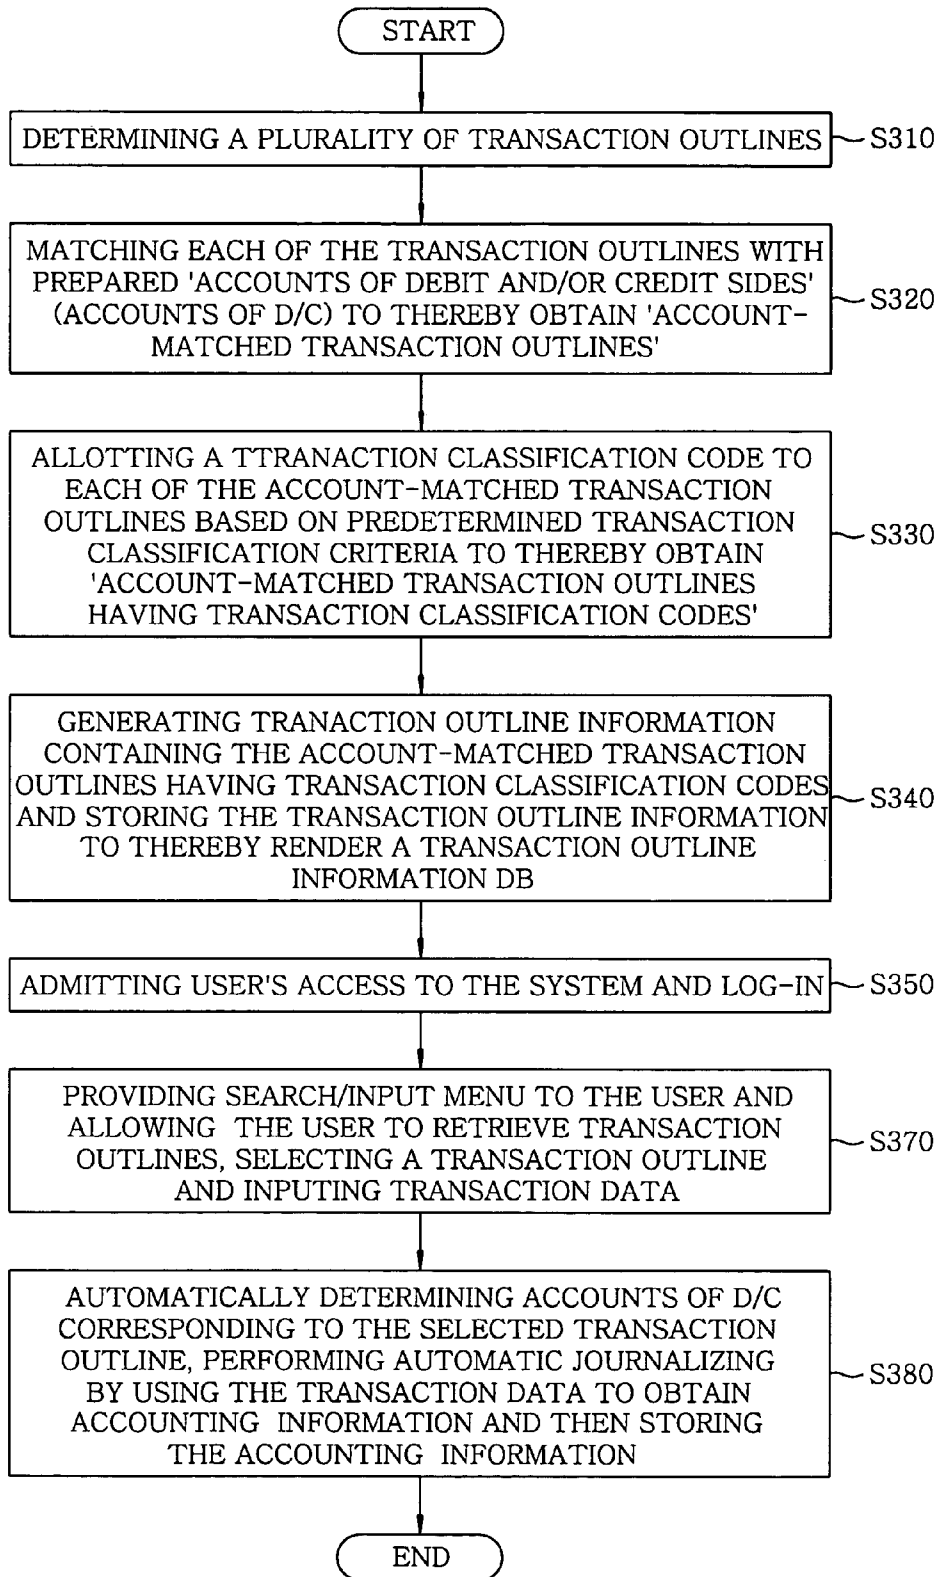 START
DETERMINING A PLURALITY OF TRANSACTION OUTLINES
S310
MATCHING EACH OF THE TRANSACTION OUTLINES WITH
PREPARED 'ACCOUNTS OF DEBIT AND/OR CREDIT SIDES'
(ACCOUNTS OF D/C) TO THEREBY OBTAIN 'ACCOUNT-
MATCHED TRANSACTION OUTLINES'
S320
ALLOTTING A TTRANACTION CLASSIFICATION CODE TO
EACH OF THE ACCOUNT-MATCHED TRANSACTION
OUTLINES BASED ON PREDETERMINED TRANSACTION
CLASSIFICATION CRITERIA TO THEREBY OBTAIN
'ACCOUNT-MATCHED TRANSACTION OUTLINES
HAVING TRANSACTION CLASSIFICATION CODES'
S330
GENERATING TRANACTION OUTLINE INFORMATION
CONTAINING THE ACCOUNT-MATCHED TRANSACTION
OUTLINES HAVING TRANSACTION CLASSIFICATION CODES
AND STORING THE TRANSACTION OUTLINE INFORMATION
TO THEREBY RENDER A TRANSACTION OUTLINE
INFORMATION DB
S340
ADMITTING USER'S ACCESS TO THE SYSTEM AND LOG-IN
S350
PROVIDING SEARCH/INPUT MENU TO THE USER AND
ALLOWING THE USER TO RETRIEVE TRANSACTION
OUTLINES, SELECTING A TRANSACTION OUTLINE
AND INPUTING TRANSACTION DATA
S370
AUTOMATICALLY DETERMINING ACCOUNTS OF D/C
CORRESPONDING TO THE SELECTED TRANSACTION
OUTLINE, PERFORMING AUTOMATIC JOURNALIZING
BY USING THE TRANSACTION DATA TO OBTAIN
ACCOUNTING INFORMATION AND THEN STORING
THE ACCOUNTING INFORMATION
S380
END